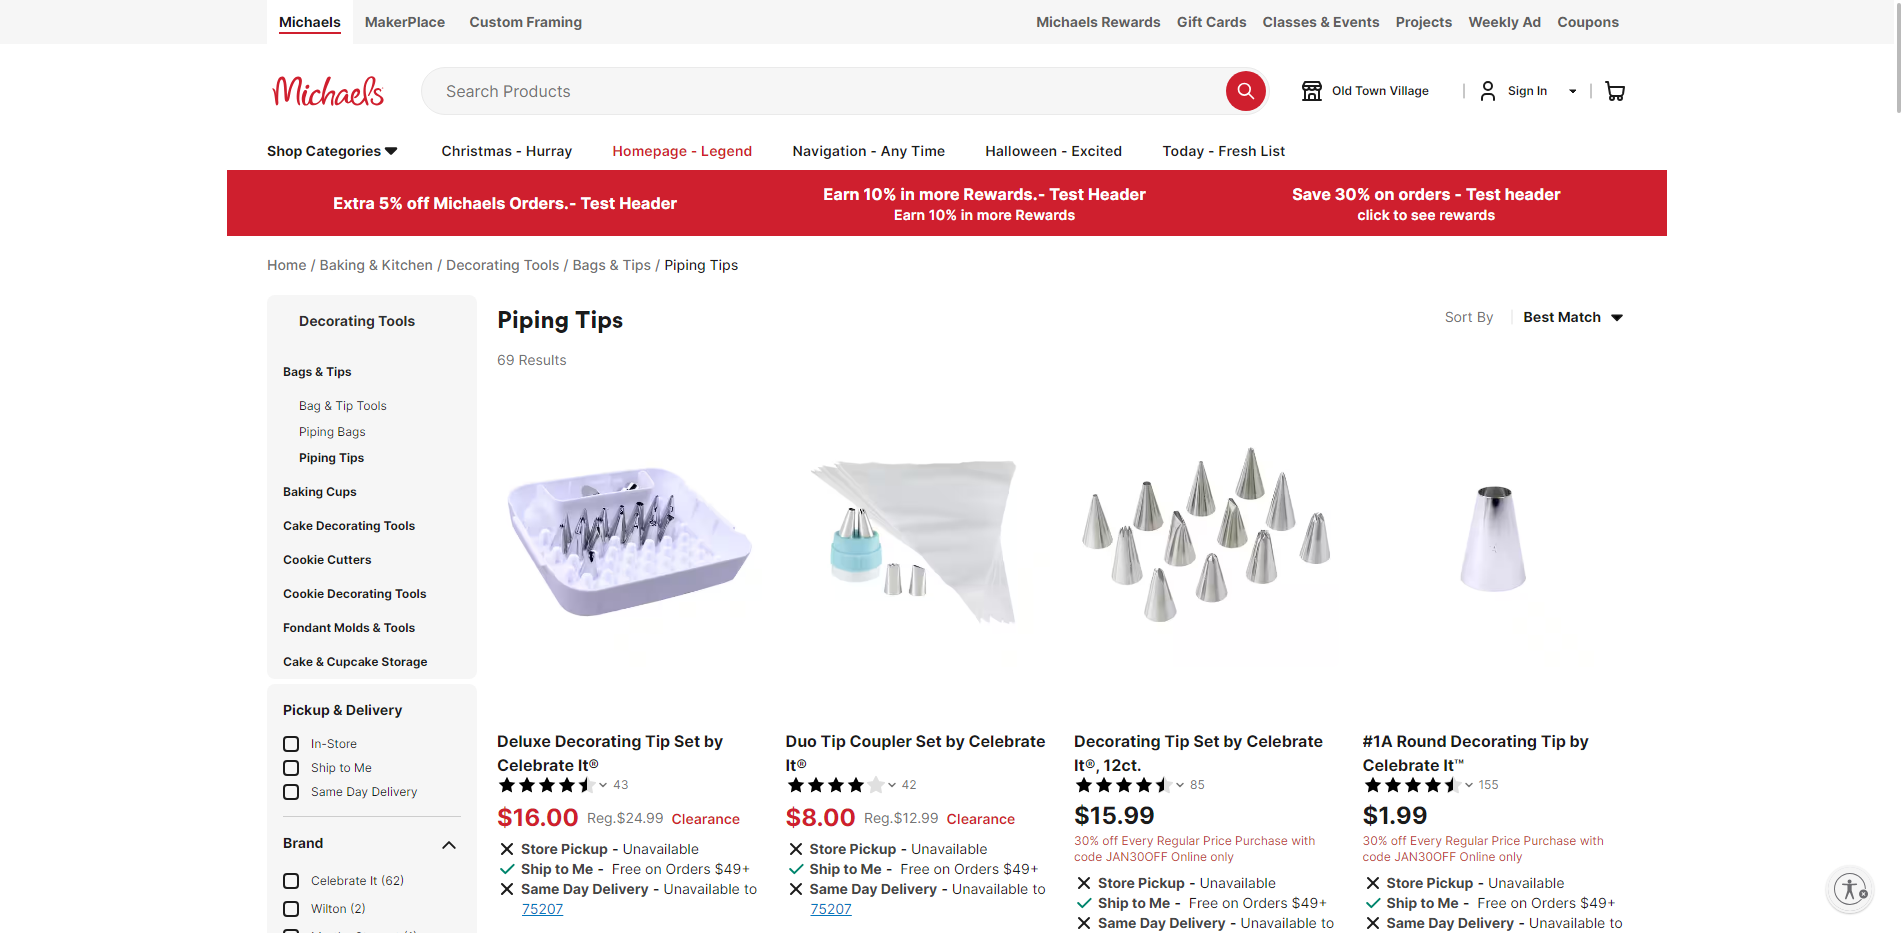 Michaels MakerPlace Custom Framing Michaels Rewards Gift Cards Classes & Events Projects Weekly Ad Coupons
Michaels
Search Products
Old Town Village
Sign In
Shop Categories Christmas - Hurray Homepage - Legend Navigation - Any Time Halloween - Excited Today - Fresh List
Extra 5% off Michaels Orders.- Test Header
Earn 10% in more Rewards.- Test Header
Earn 10% in more Rewards
Save 30% on orders - Test header
click to see rewards
Home / Baking & Kitchen / Decorating Tools / Bags & Tips / Piping Tips
Decorating Tools
Bags & Tips
Bag & Tip Tools
Piping Bags
Piping Tips
Baking Cups
Cake Decorating Tools
Cookie Cutters
Cookie Decorating Tools
Fondant Molds & Tools
Cake & Cupcake Storage
Pickup & Delivery
In-Store
Ship to Me
Same Day Delivery
Brand
Celebrate It (62)
Wilton (2)
Piping Tips
69 Results
Sort By Best Match
Deluxe Decorating Tip Set by
Celebrate It®
43
$16.00 Reg.$24.99 Clearance
Store Pickup - Unavailable
Ship to Me - Free on Orders $49+
Same Day Delivery - Unavailable to
75207
Duo Tip Coupler Set by Celebrate
It®
42
$8.00 Reg.$12.99 Clearance
Store Pickup - Unavailable
Ship to Me - Free on Orders $49+
Same Day Delivery - Unavailable to
75207
Decorating Tip Set by Celebrate
It®, 12ct.
85
$15.99
30% off Every Regular Price Purchase with
code JAN30OFF Online only
Store Pickup - Unavailable
Ship to Me - Free on Orders $49+
Same Day Delivery - Unavailable to
#1A Round Decorating Tip by
Celebrate It™
155
$1.99
30% off Every Regular Price Purchase with
code JAN30OFF Online only
Store Pickup - Unavailable
Ship to Me - Free on Orders $49+
Same Day Delivery - Unavailable to